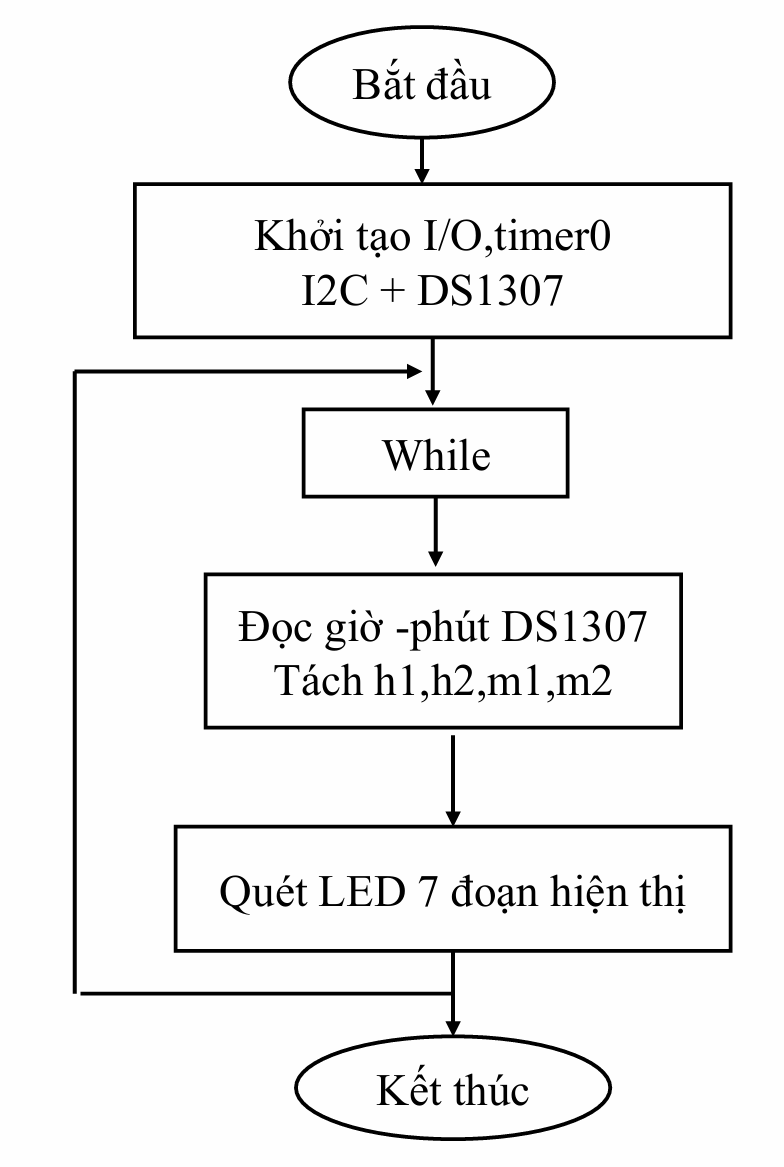 Bắt đầu
Khởi tạo I/O,timer0
I2C + DS1307
While
Đọc giờ -phút DS1307
Tách h1,h2,m1,m2
Quét LED 7 đoạn hiện thị
Kết thúc